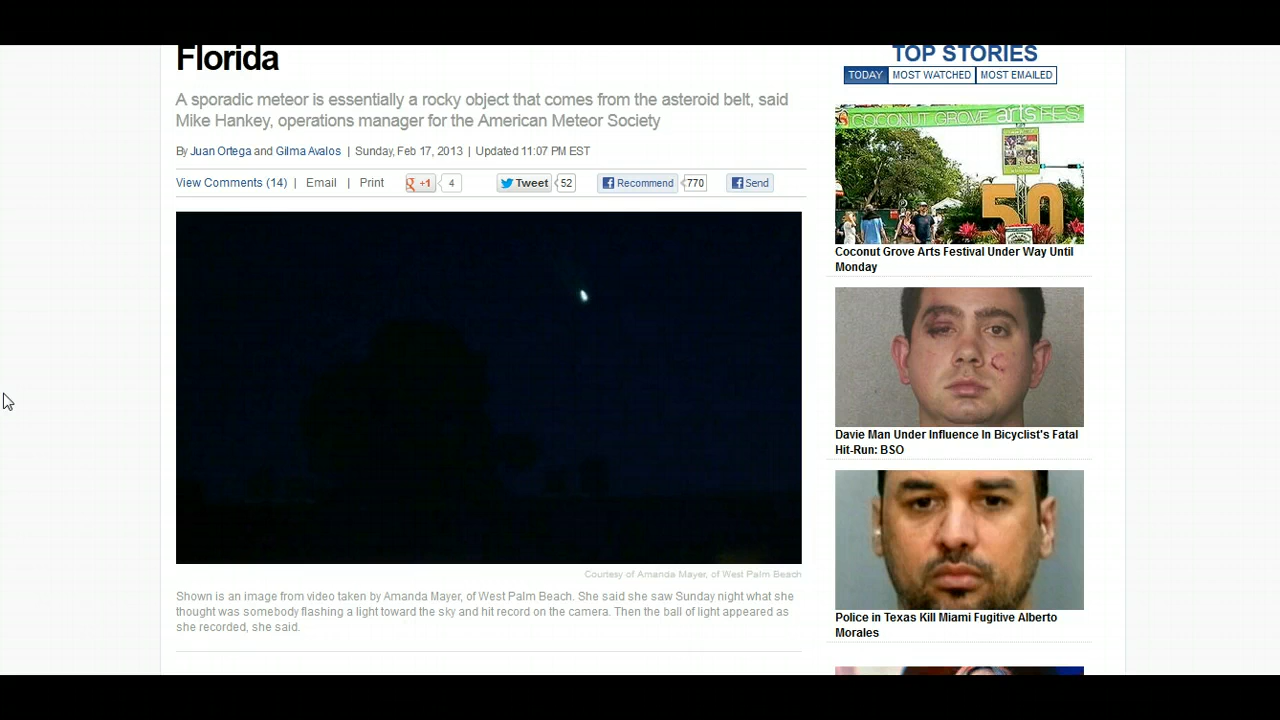 Florida
A sporadic meteor is essentially a rocky object that comes from the asteroid belt, said
Mike Hankey, operations manager for the American Meteor Society
By Juan Ortega and Gilma Avalos | Sunday, Feb 17, 2013 | Updated 11:07 PM EST
View Comments (14) | Email | Print +1 4 Tweet 52 Recommend 770 Send
Courtesy of Amanda Mayer, of West Palm Beach
Shown is an image from video taken by Amanda Mayer, of West Palm Beach. She said she saw Sunday night what she
thought was somebody flashing a light toward the sky and hit record on the camera. Then the ball of light appeared as
she recorded, she said.
TOP STORIES
TODAY MOST WATCHED MOST EMAILED
COCONUT GROVE arts FEST
50
Coconut Grove Arts Festival Under Way Until
Monday
Davie Man Under Influence In Bicyclist's Fatal
Hit-Run: BSO
Police in Texas Kill Miami Fugitive Alberto
Morales